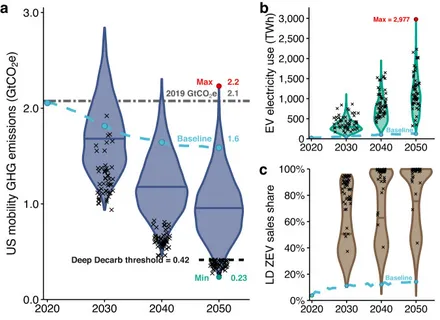 a
US mobility GHG emissions (GtCO2e)
3.0
2.0
1.0
0.0
Max 2.2
2019 GtCO2e 2.1
Baseline 1.6
Deep Decarb threshold = 0.42
Min 0.23
2020 2030 2040 2050
b
EV electricity use (TWh)
3,000
2,500
2,000
1,500
1,000
500
0
Max = 2,977
Baseline
2020 2030 2040 2050
c
LD ZEV sales share
100%
80%
60%
40%
20%
0%
Baseline
2020 2030 2040 2050